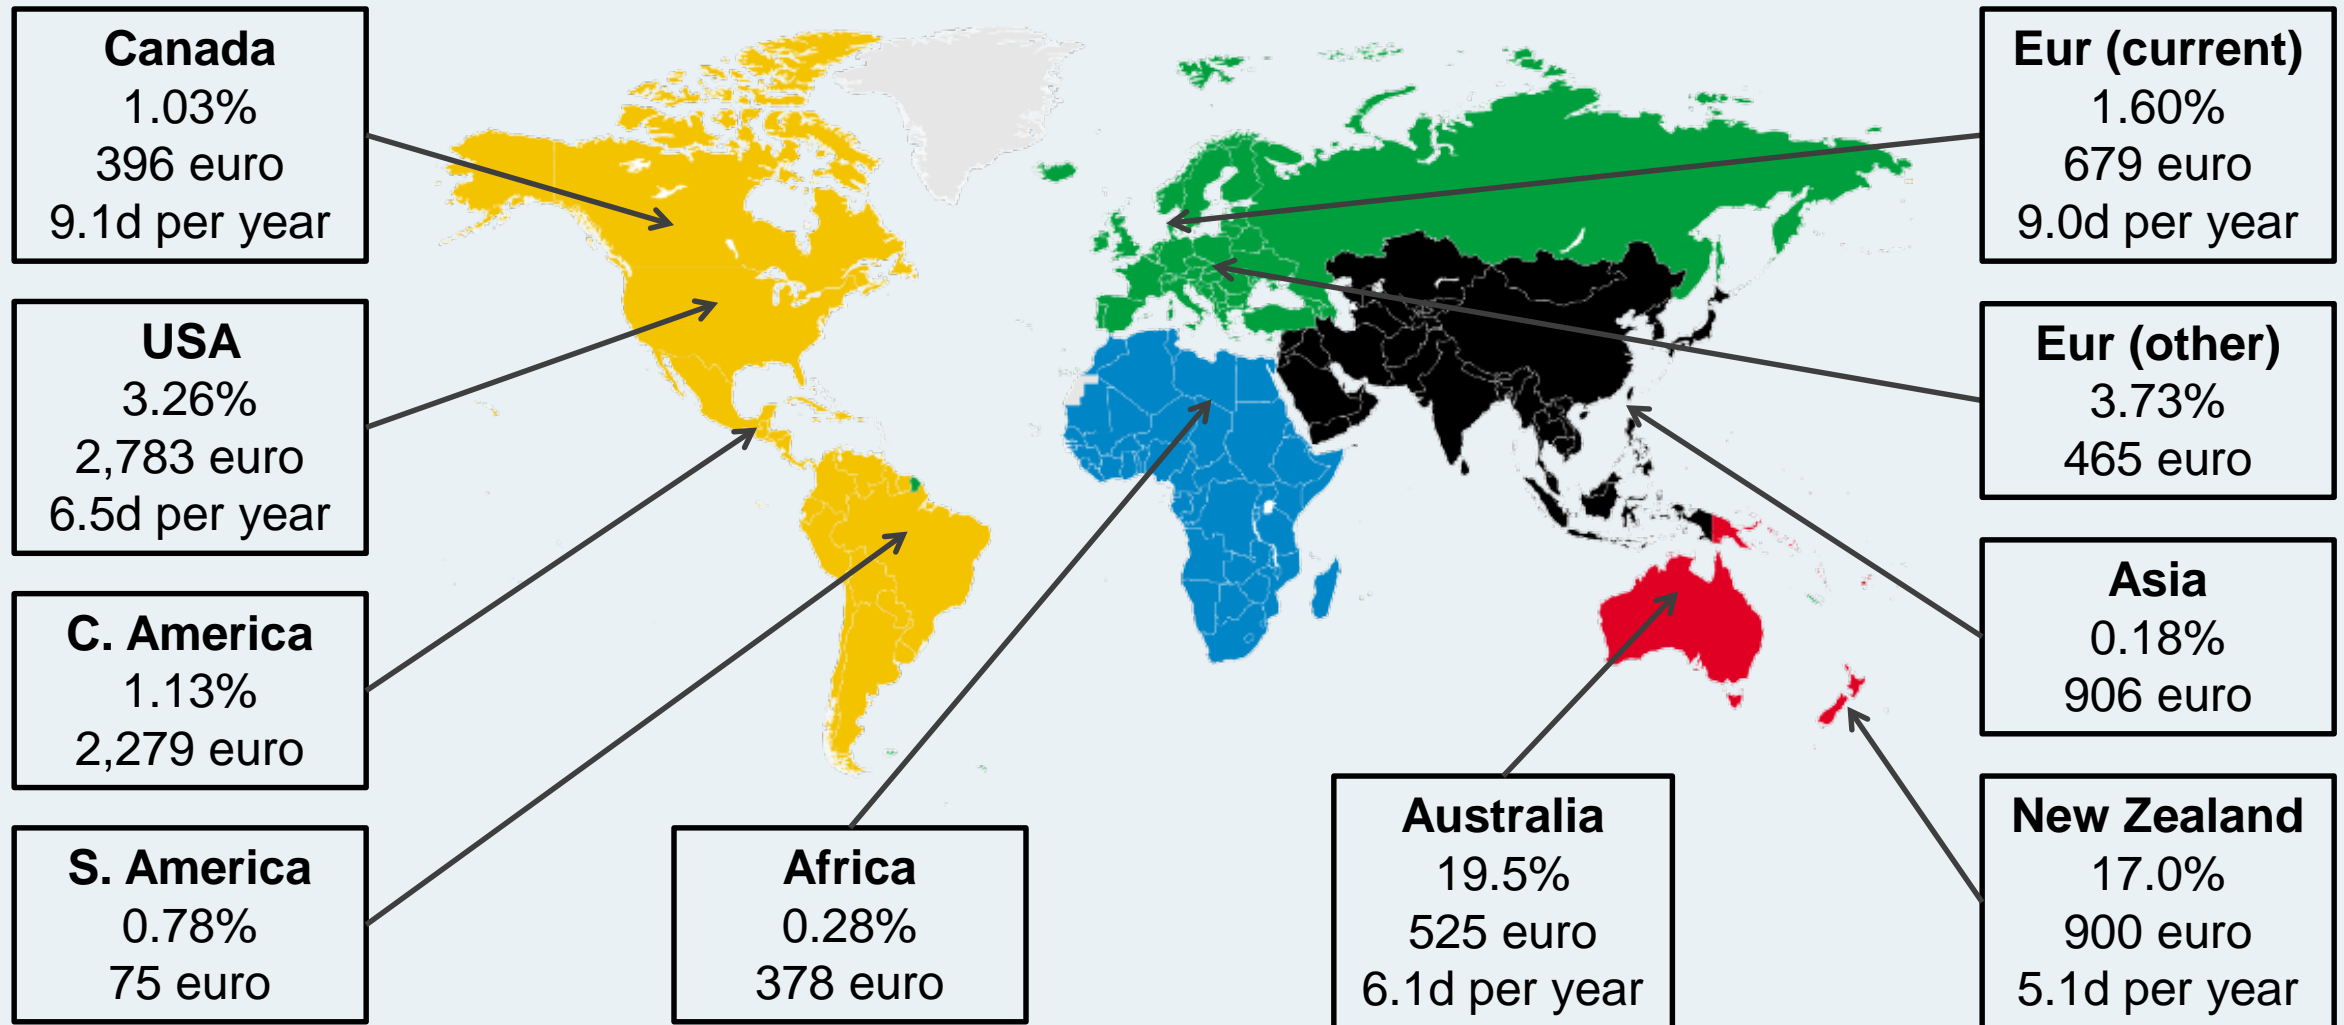 Canada
1.03%
396 euro
9.1d per year
USA
3.26%
2,783 euro
6.5d per year
C. America
1.13%
2,279 euro
S. America
0.78%
75 euro
Africa
0.28%
378 euro
Australia
19.5%
525 euro
6.1d per year
Eur (current)
1.60%
679 euro
9.0d per year
Eur (other)
3.73%
465 euro
Asia
0.18%
906 euro
New Zealand
17.0%
900 euro
5.1d per year